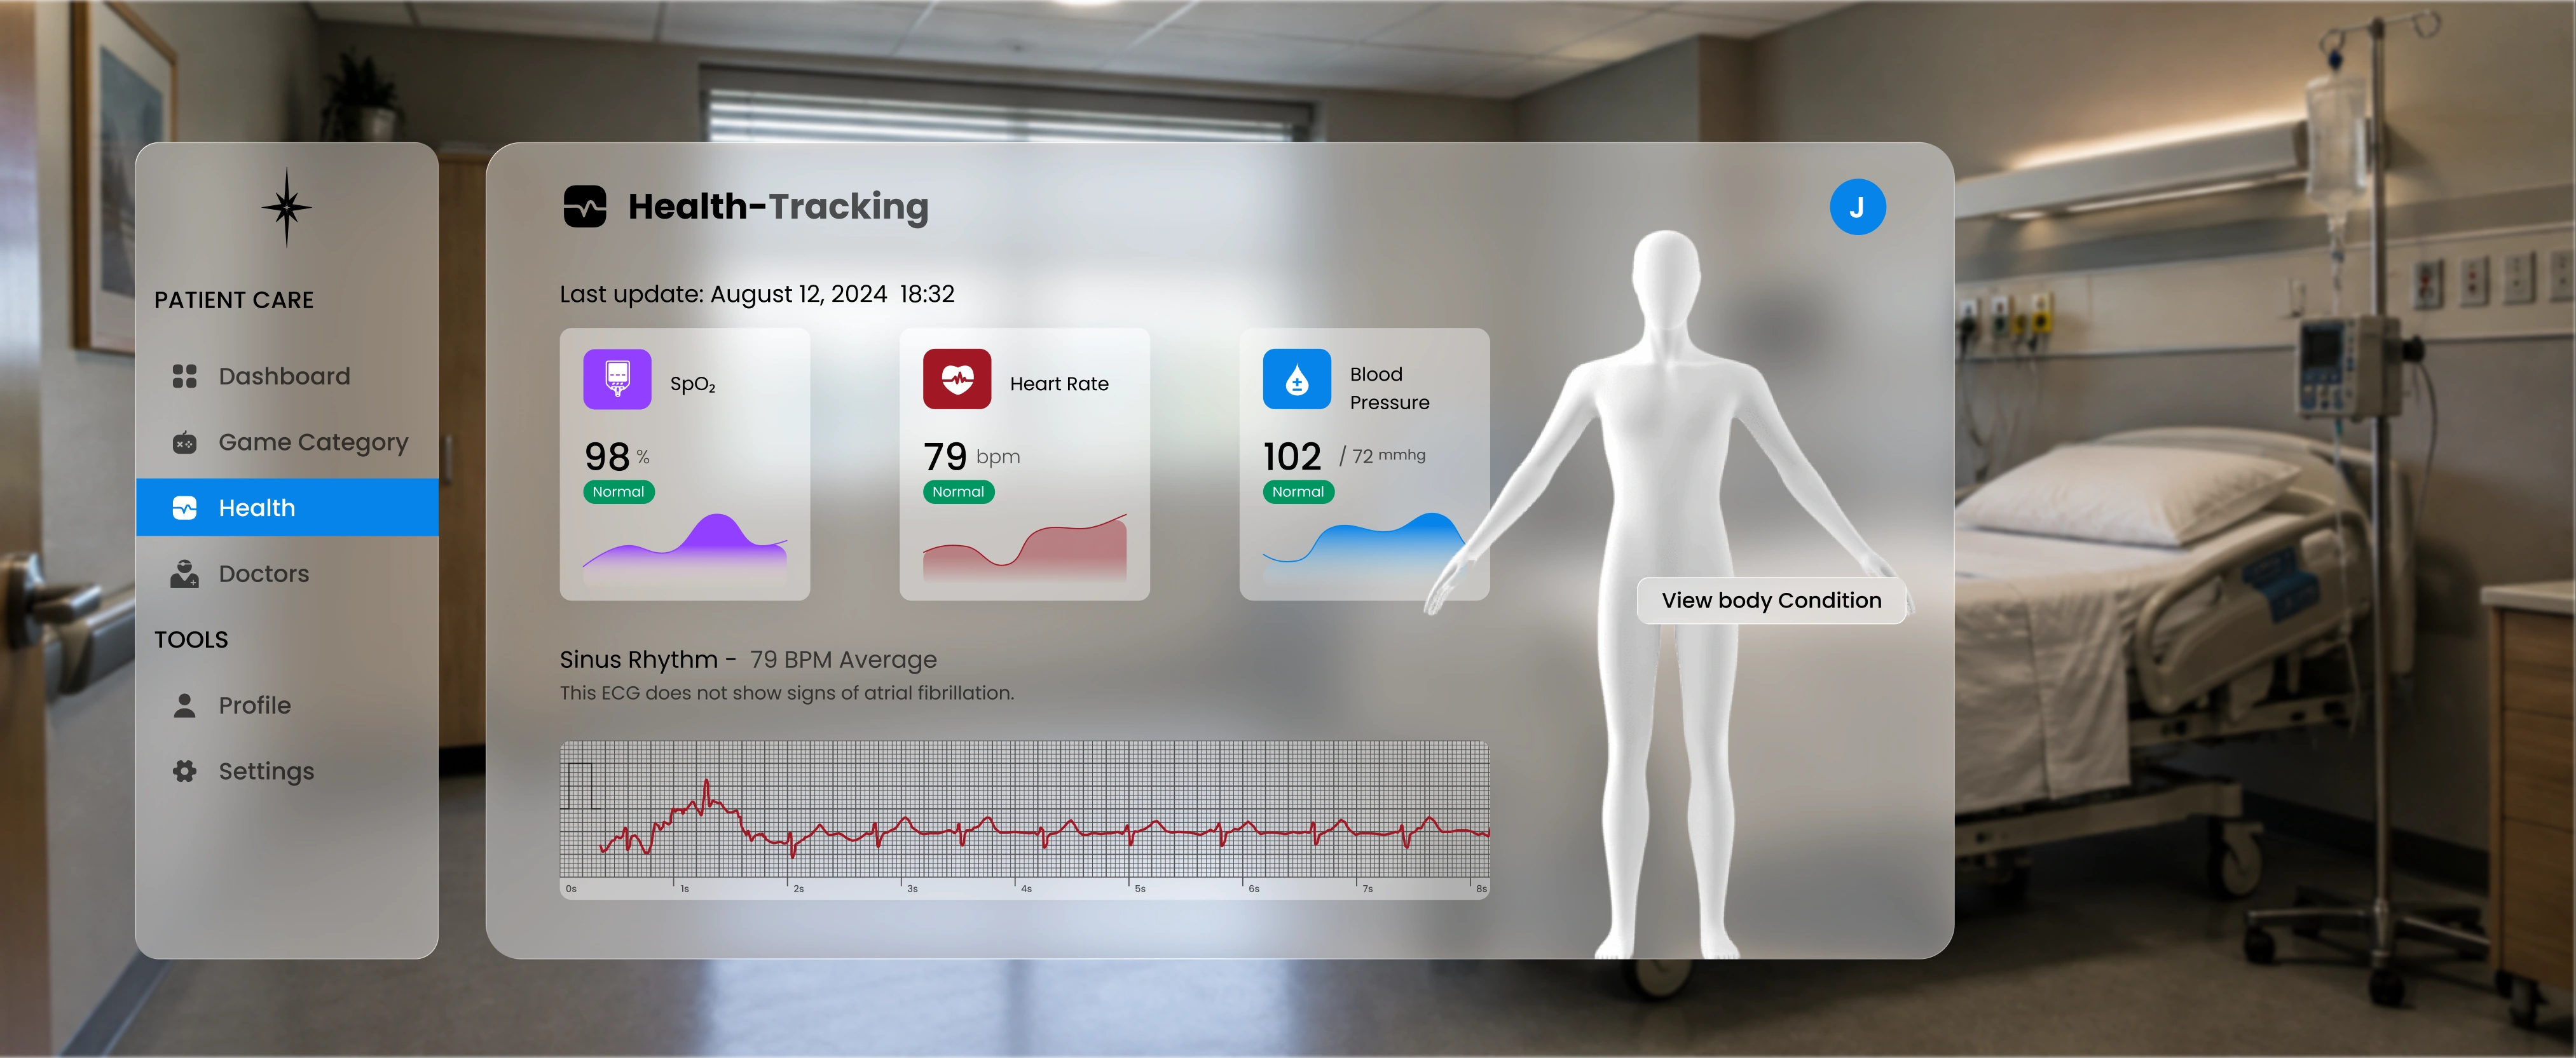 PATIENT CARE
Dashboard
Game Category
Health
Doctors
TOOLS
Profile
Settings
Health-Tracking
J
Last update: August 12, 2024  18:32
SpO₂
98 %
Normal
Heart Rate
79 bpm
Normal
Blood
Pressure
102 / 72 mmhg
Normal
View body Condition
Sinus Rhythm - 79 BPM Average
This ECG does not show signs of atrial fibrillation.
0s 1s 2s 3s 4s 5s 6s 7s 8s